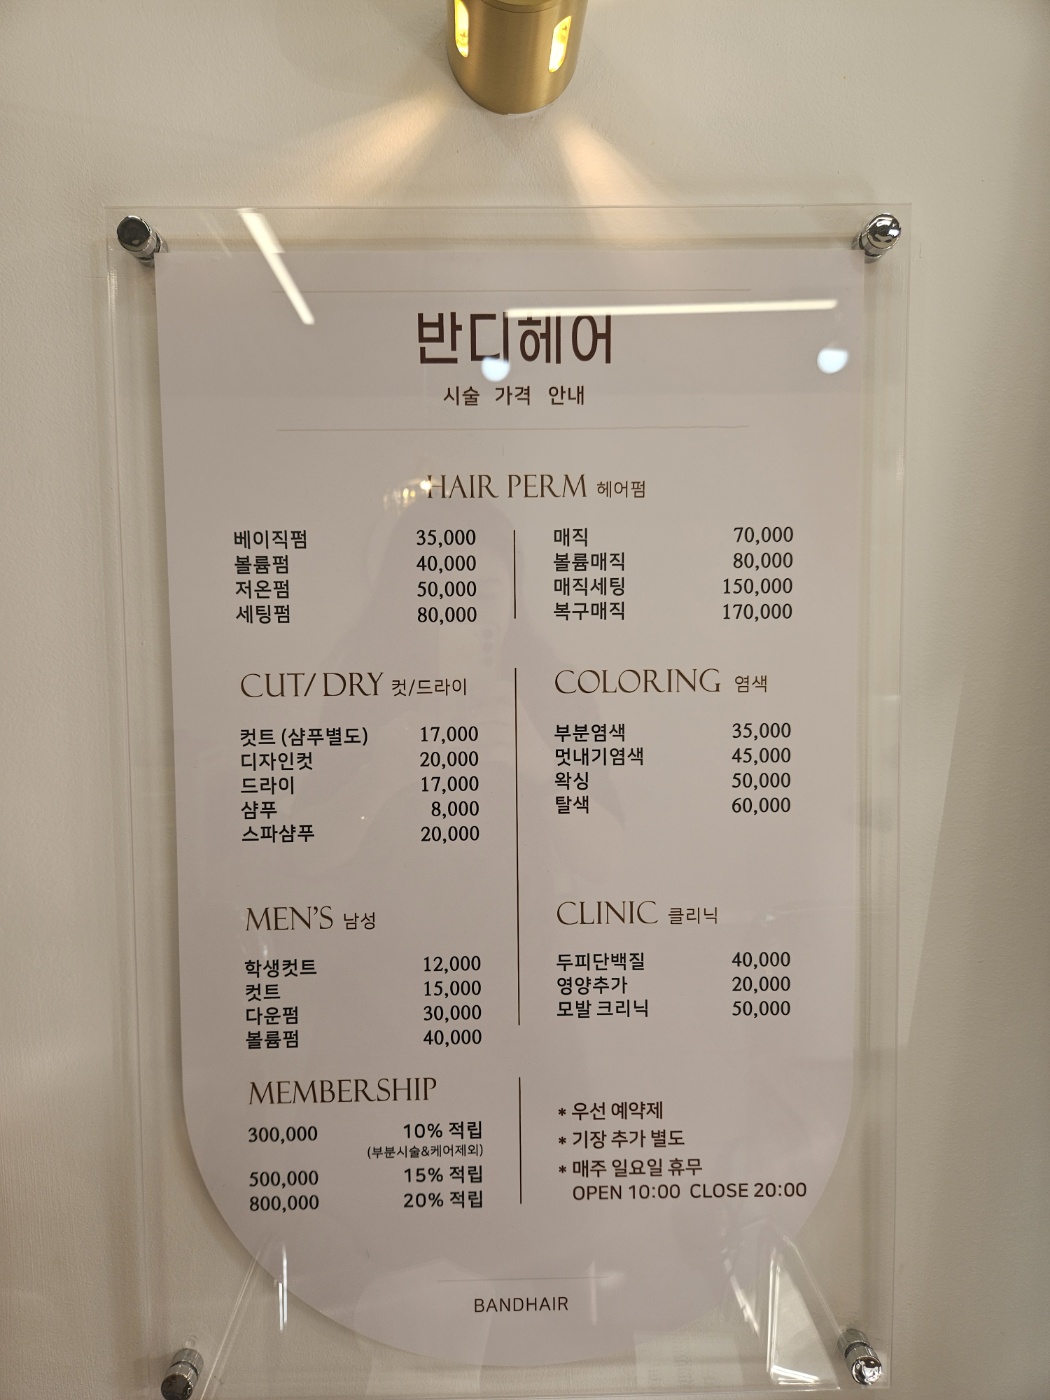 반디헤어
시술 가격 안내
HAIR PERM 헤어펌
베이직펌 35,000
볼륨펌 40,000
저온펌 50,000
세팅펌 80,000
매직 70,000
볼륨매직 80,000
매직세팅 150,000
복구매직 170,000
CUT/ DRY 컷/드라이
컷트 (샴푸별도) 17,000
디자인컷 20,000
드라이 17,000
샴푸 8,000
스파샴푸 20,000
COLORING 염색
부분염색 35,000
멋내기염색 45,000
왁싱 50,000
탈색 60,000
MEN'S 남성
학생컷트 12,000
컷트 15,000
다운펌 30,000
볼륨펌 40,000
CLINIC 클리닉
두피단백질 40,000
영양추가 20,000
모발 크리닉 50,000
MEMBERSHIP
300,000 10% 적립
(부분시술&케어제외)
500,000 15% 적립
800,000 20% 적립
* 우선 예약제
* 기장 추가 별도
* 매주 일요일 휴무
OPEN 10:00 CLOSE 20:00
BANDHAIR